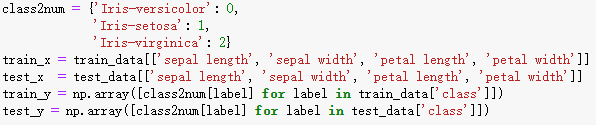 class2num = {'Iris-versicolor': 0,
'Iris-setosa': 1,
'Iris-virginica': 2}
train_x = train_data[['sepal length', 'sepal width', 'petal length', 'petal width']]
test_x = test_data[['sepal length', 'sepal width', 'petal length', 'petal width']]
train_y = np.array([class2num[label] for label in train_data['class']])
test_y = np.array([class2num[label] for label in test_data['class']])